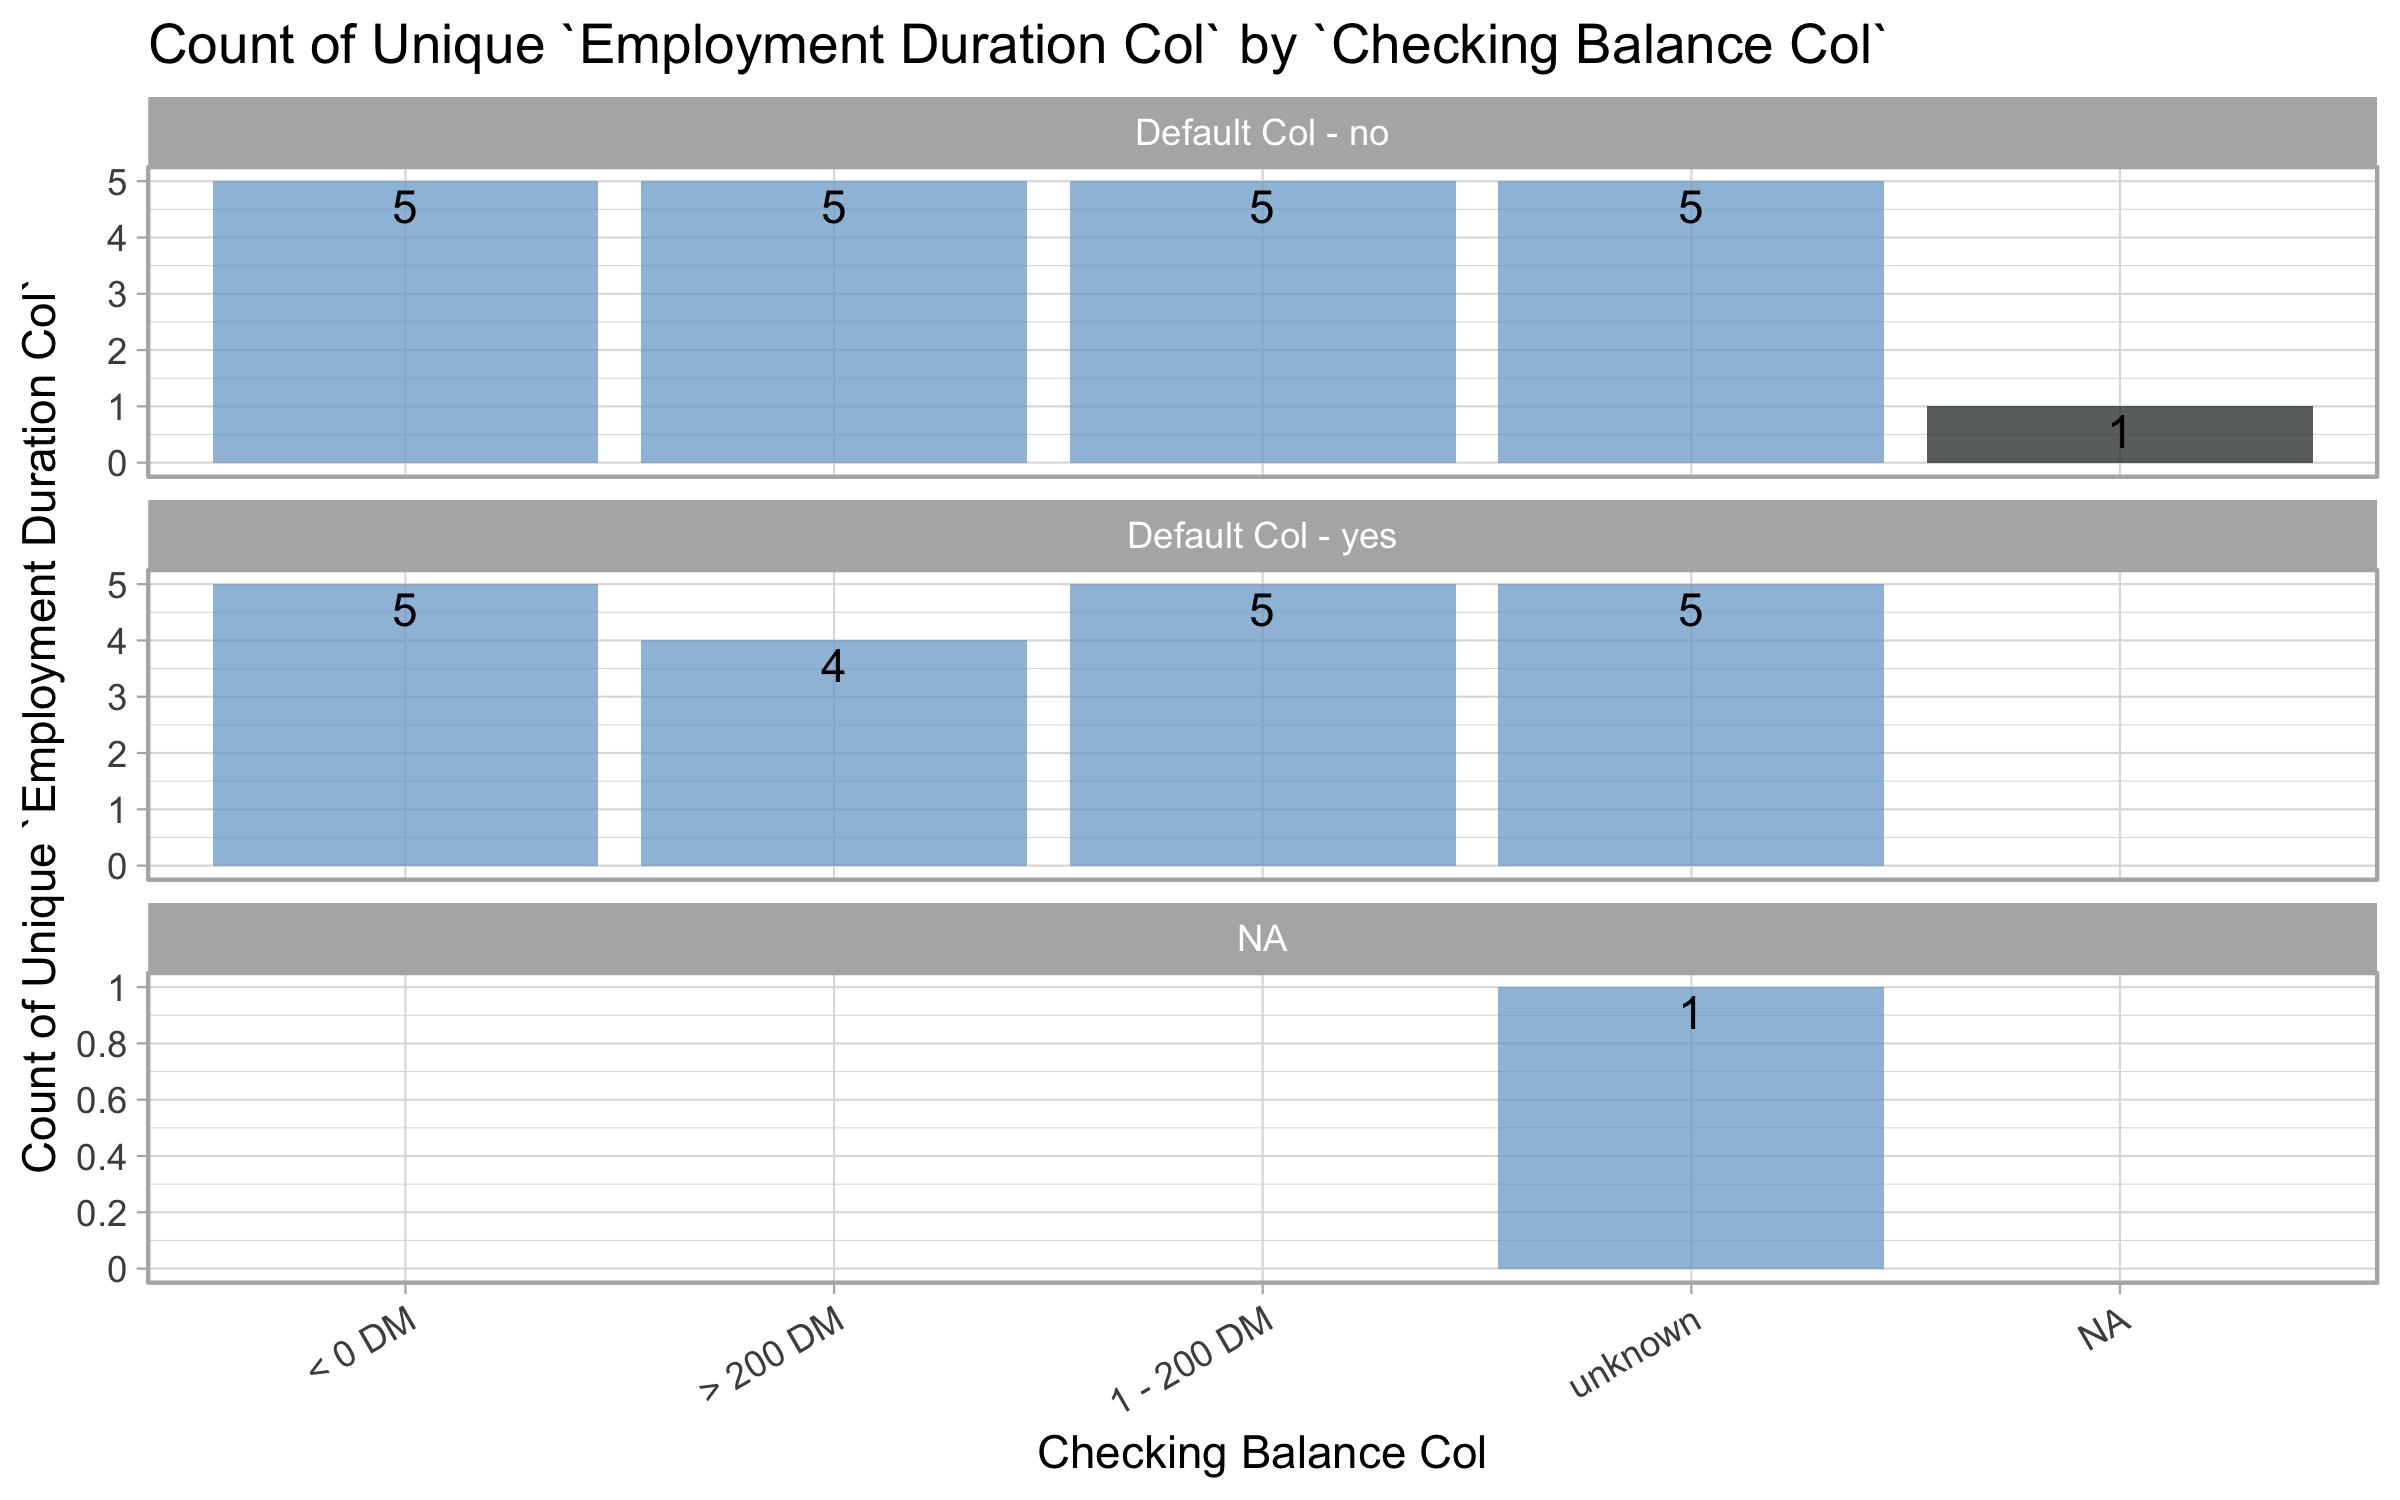 Count of Unique `Employment Duration Col` by `Checking Balance Col`
Count of Unique `Employment Duration Col`
Default Col - no
5
4
3
2
1
0
5
5
5
5
1
Default Col - yes
5
4
3
2
1
0
5
4
5
5
NA
1
0.8
0.6
0.4
0.2
0
1
< 0 DM
> 200 DM
1 - 200 DM
unknown
NA
Checking Balance Col